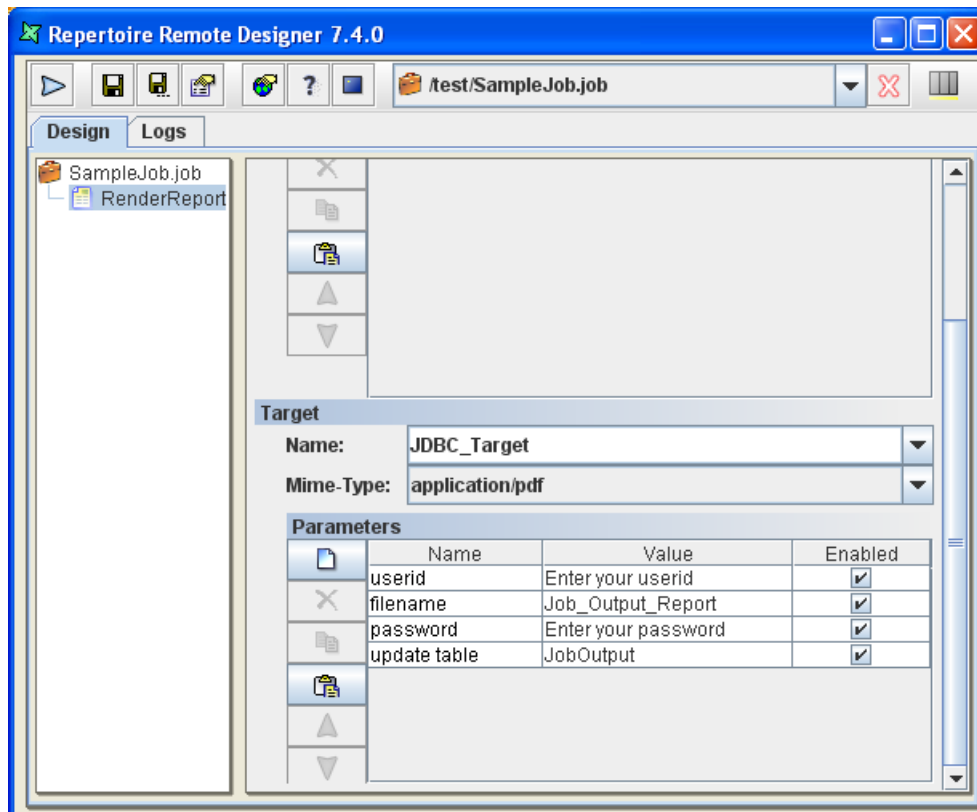 Repertoire Remote Designer 7.4.0
? /test/SampleJob.job
Design Logs
SampleJob.job
RenderReport
Target
Name: JDBC_Target
Mime-Type: application/pdf
Parameters
Name Value Enabled
userid Enter your userid
filename Job_Output_Report
password Enter your password
update table JobOutput